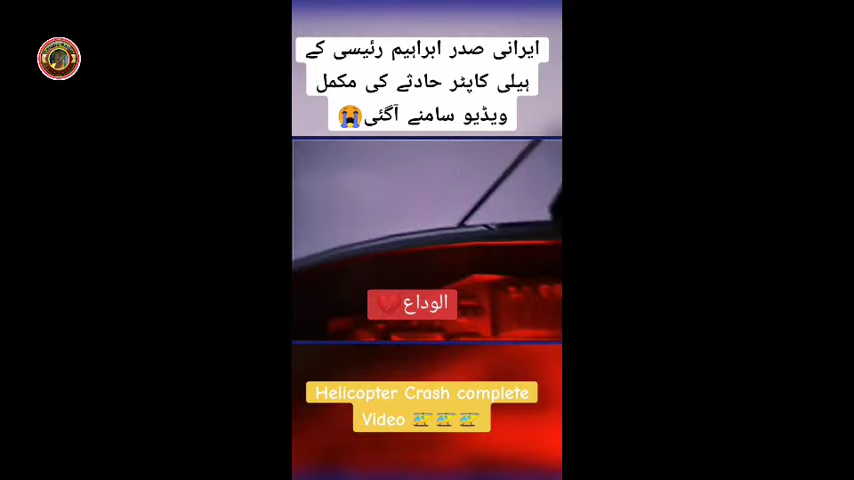 ایرانی صدر ابراہیم رئیسی کے
ہیلی کاپٹر حادثے کی مکمل
ویڈیو سامنے آگئی😭
الوداع💔
Helicopter Crash complete
Video 🚁🚁🚁